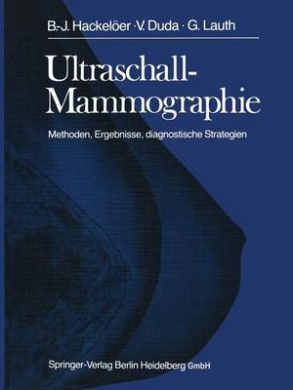 B.-J. Hackelöer · V. Duda · G. Lauth
Ultraschall-
Mammographie
Methoden, Ergebnisse, diagnostische Strategien
Springer-Verlag Berlin Heidelberg GmbH